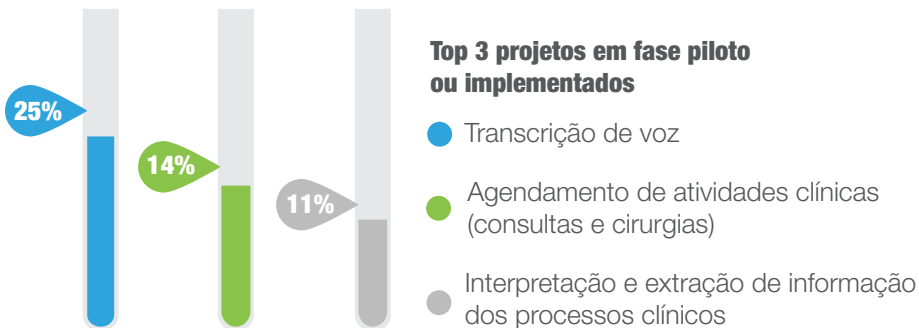 Top 3 projetos em fase piloto
ou implementados
25%
Transcrição de voz
14%
Agendamento de atividades clínicas
(consultas e cirurgias)
11%
Interpretação e extração de informação
dos processos clínicos